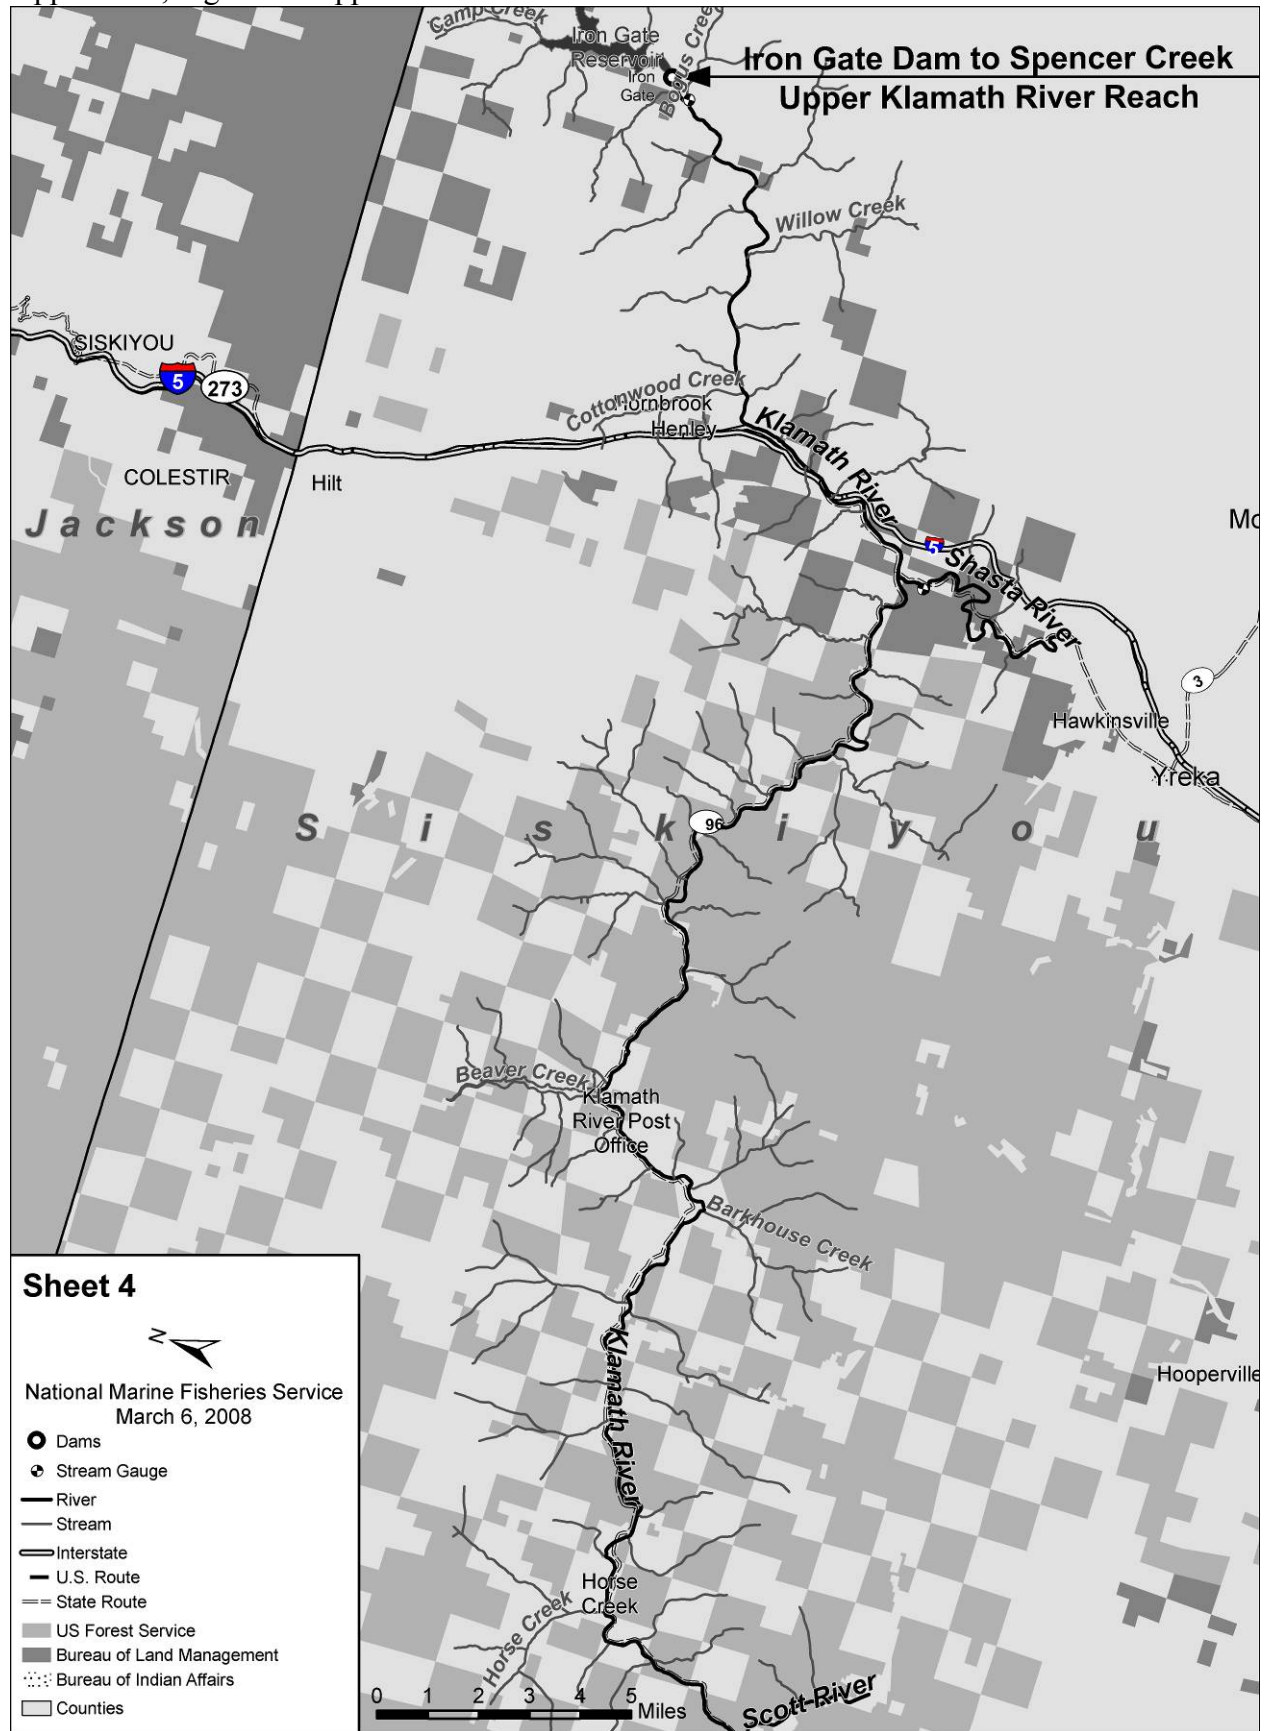 Camp Creek
Iron Gate
Reservoir
Iron
Gate
Bogus Creek
Iron Gate Dam to Spencer Creek
Upper Klamath River Reach
Willow Creek
SISKIYOU
5
273
Cottonwood Creek
Hornbrook
Henley
Klamath River
COLESTIR
Hilt
Jackson
5
Shasta River
3
Hawkinsville
Yreka
96
Siskiyou
Beaver Creek
Klamath
River Post
Office
Barkhouse Creek
Klamath River
Hooperville
Horse
Creek
Horse Creek
Scott River
0 1 2 3 4 5
Miles
Sheet 4
N
National Marine Fisheries Service
March 6, 2008
Dams
Stream Gauge
River
Stream
Interstate
U.S. Route
State Route
US Forest Service
Bureau of Land Management
Bureau of Indian Affairs
Counties